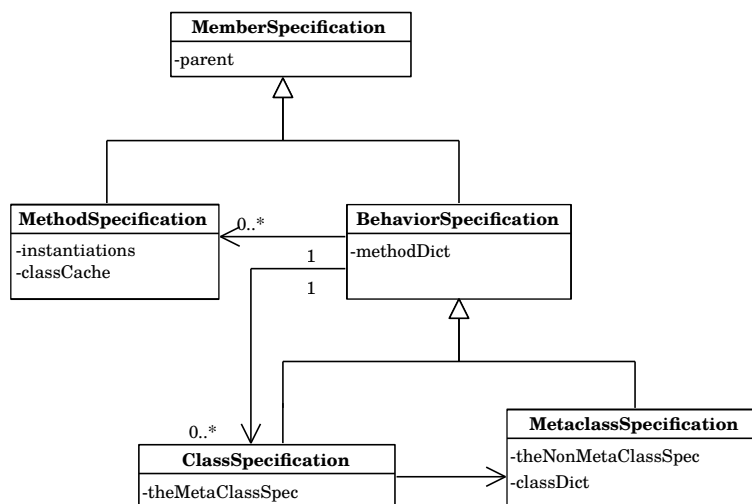 MemberSpecification
-parent
MethodSpecification
-instantiations
-classCache
0..*
BehaviorSpecification
-methodDict
1
1
0..*
ClassSpecification
-theMetaClassSpec
MetaclassSpecification
-theNonMetaClassSpec
-classDict